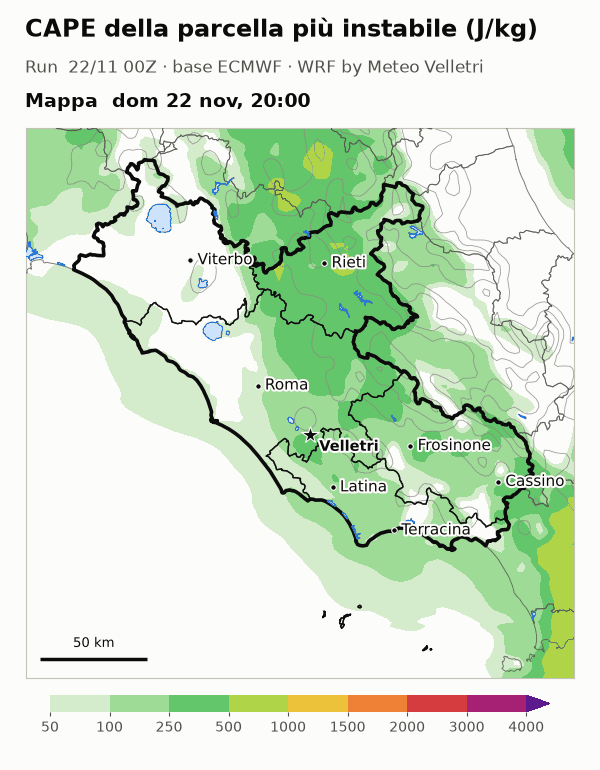 CAPE della parcella più instabile (J/kg)
Run  22/11 00Z · base ECMWF · WRF by Meteo Velletri
Mappa  dom 22 nov, 20:00
Viterbo
Rieti
Roma
Velletri
Frosinone
Latina
Cassino
Terracina
50 km
50 100 250 500 1000 1500 2000 3000 4000